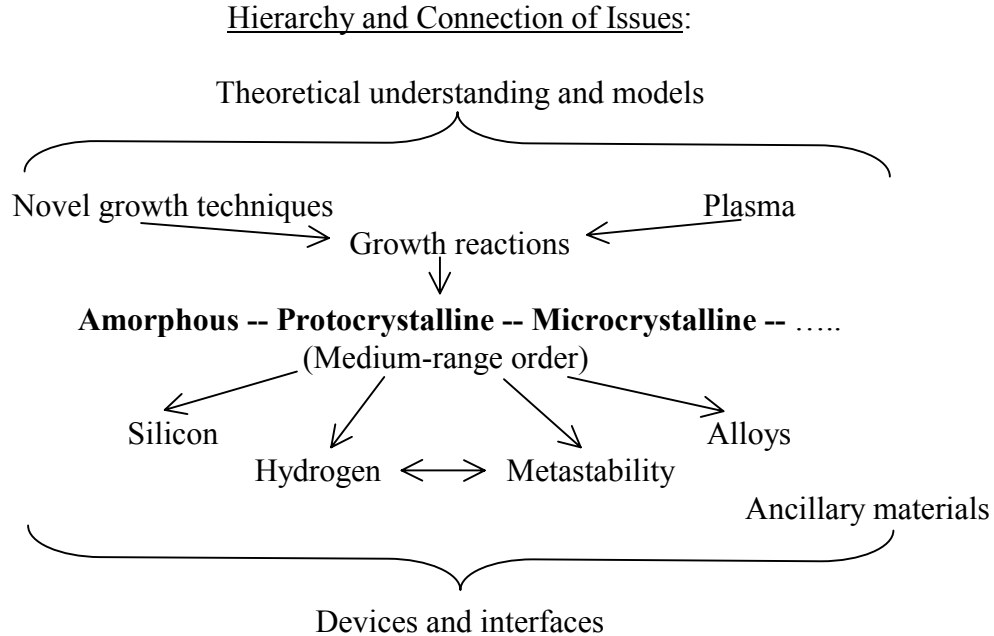 Hierarchy and Connection of Issues:
Theoretical understanding and models
Novel growth techniques
Plasma
Growth reactions
Amorphous -- Protocrystalline -- Microcrystalline -- …..
(Medium-range order)
Silicon
Alloys
Hydrogen
Metastability
Ancillary materials
Devices and interfaces